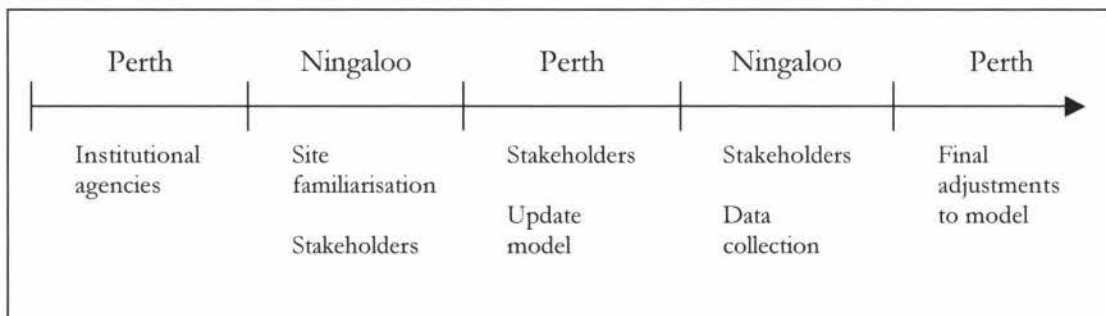 Perth
Ningaloo
Perth
Ningaloo
Perth
Institutional
agencies
Site
familiarisation
Stakeholders
Stakeholders
Update
model
Stakeholders
Data
collection
Final
adjustments
to model